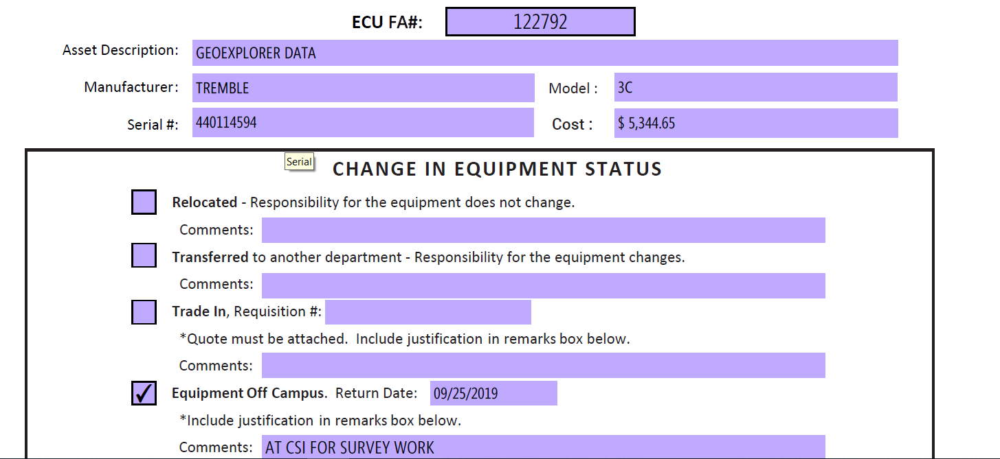 ECU FA#: 122792
Asset Description: GEOEXPLORER DATA
Manufacturer: TREMBLE Model : 3C
Serial #: 440114594 Cost : $ 5,344.65
Serial
CHANGE IN EQUIPMENT STATUS
Relocated - Responsibility for the equipment does not change.
Comments:
Transferred to another department - Responsibility for the equipment changes.
Comments:
Trade In, Requisition #:
*Quote must be attached. Include justification in remarks box below.
Comments:
Equipment Off Campus. Return Date: 09/25/2019
*Include justification in remarks box below.
Comments: AT CSI FOR SURVEY WORK